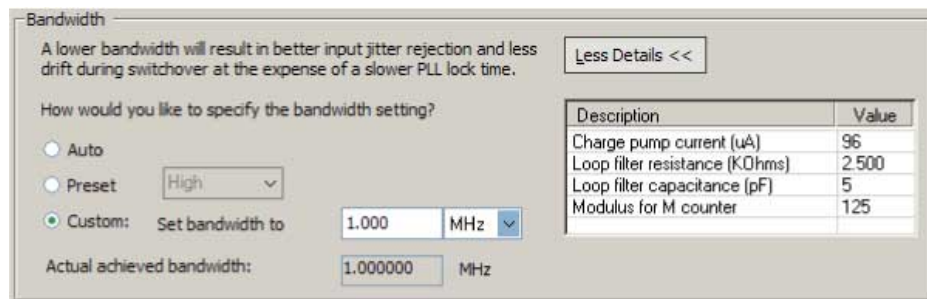 Bandwidth
A lower bandwidth will result in better input jitter rejection and less
drift during switchover at the expense of a slower PLL lock time.
Less Details <<
How would you like to specify the bandwidth setting?
Auto
Preset High
Custom: Set bandwidth to 1.000 MHz
Actual achieved bandwidth: 1.000000 MHz
Description Value
Charge pump current (uA) 96
Loop filter resistance (KOhms) 2.500
Loop filter capacitance (pF) 5
Modulus for M counter 125